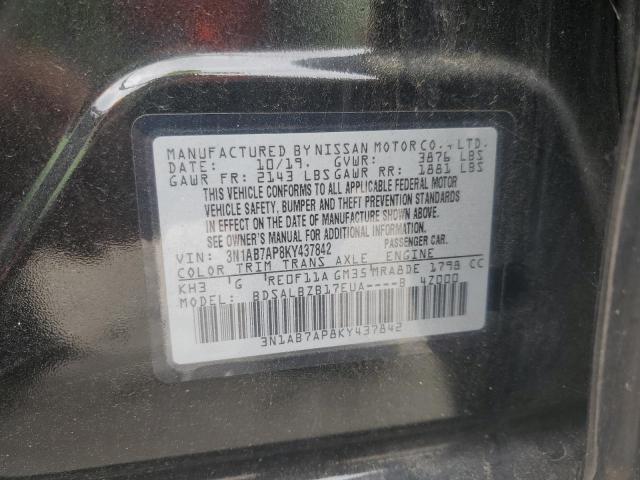 MANUFACTURED BY NISSAN MOTOR CO., LTD.
DATE: 10/19. GVWR: 3876 LBS
GAWR FR: 2143 LBS GAWR RR: 1881 LBS
THIS VEHICLE CONFORMS TO ALL APPLICABLE FEDERAL MOTOR
VEHICLE SAFETY, BUMPER AND THEFT PREVENTION STANDARDS
IN EFFECT ON THE DATE OF MANUFACTURE SHOWN ABOVE.
SEE OWNER'S MANUAL FOR ADDITIONAL INFORMATION.
VIN: 3N1AB7AP8KY437842 PASSENGER CAR.
COLOR TRIM TRANS AXLE ENGINE
KH3 G RE0F11A GM35 MRA8DE 1798 CC
MODEL: BDSALBZB17EUA----B 4Z000
3N1AB7AP8KY437842